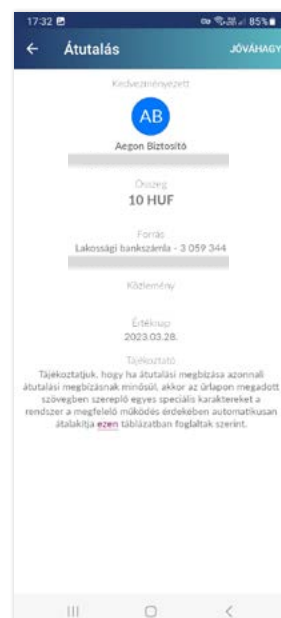 17:32 85%
Átutalás JÓVÁHAGY
Kedvezményezett
AB
Aegon Biztosító
Összeg
10 HUF
Forrás
Lakossági bankszámla - 3 059 344
Közlemény
Értéknap
2023.03.28.
Tájékoztató
Tájékoztatjuk, hogy ha átutalási megbízása azonnali
átutalási megbízásnak minősül, akkor az űrlapon megadott
szövegben szereplő egyes speciális karaktereket a
rendszer a megfelelő működés érdekében automatikusan
átalakítja ezen táblázatban foglaltak szerint.